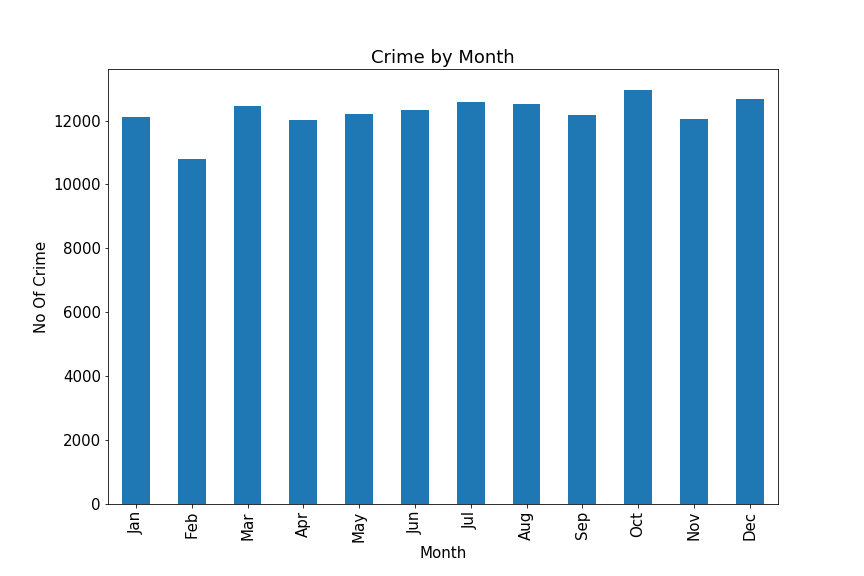 Crime by Month
12000
10000
8000
6000
4000
2000
0
No Of Crime
Jan
Feb
Mar
Apr
May
Jun
Jul
Aug
Sep
Oct
Nov
Dec
Month